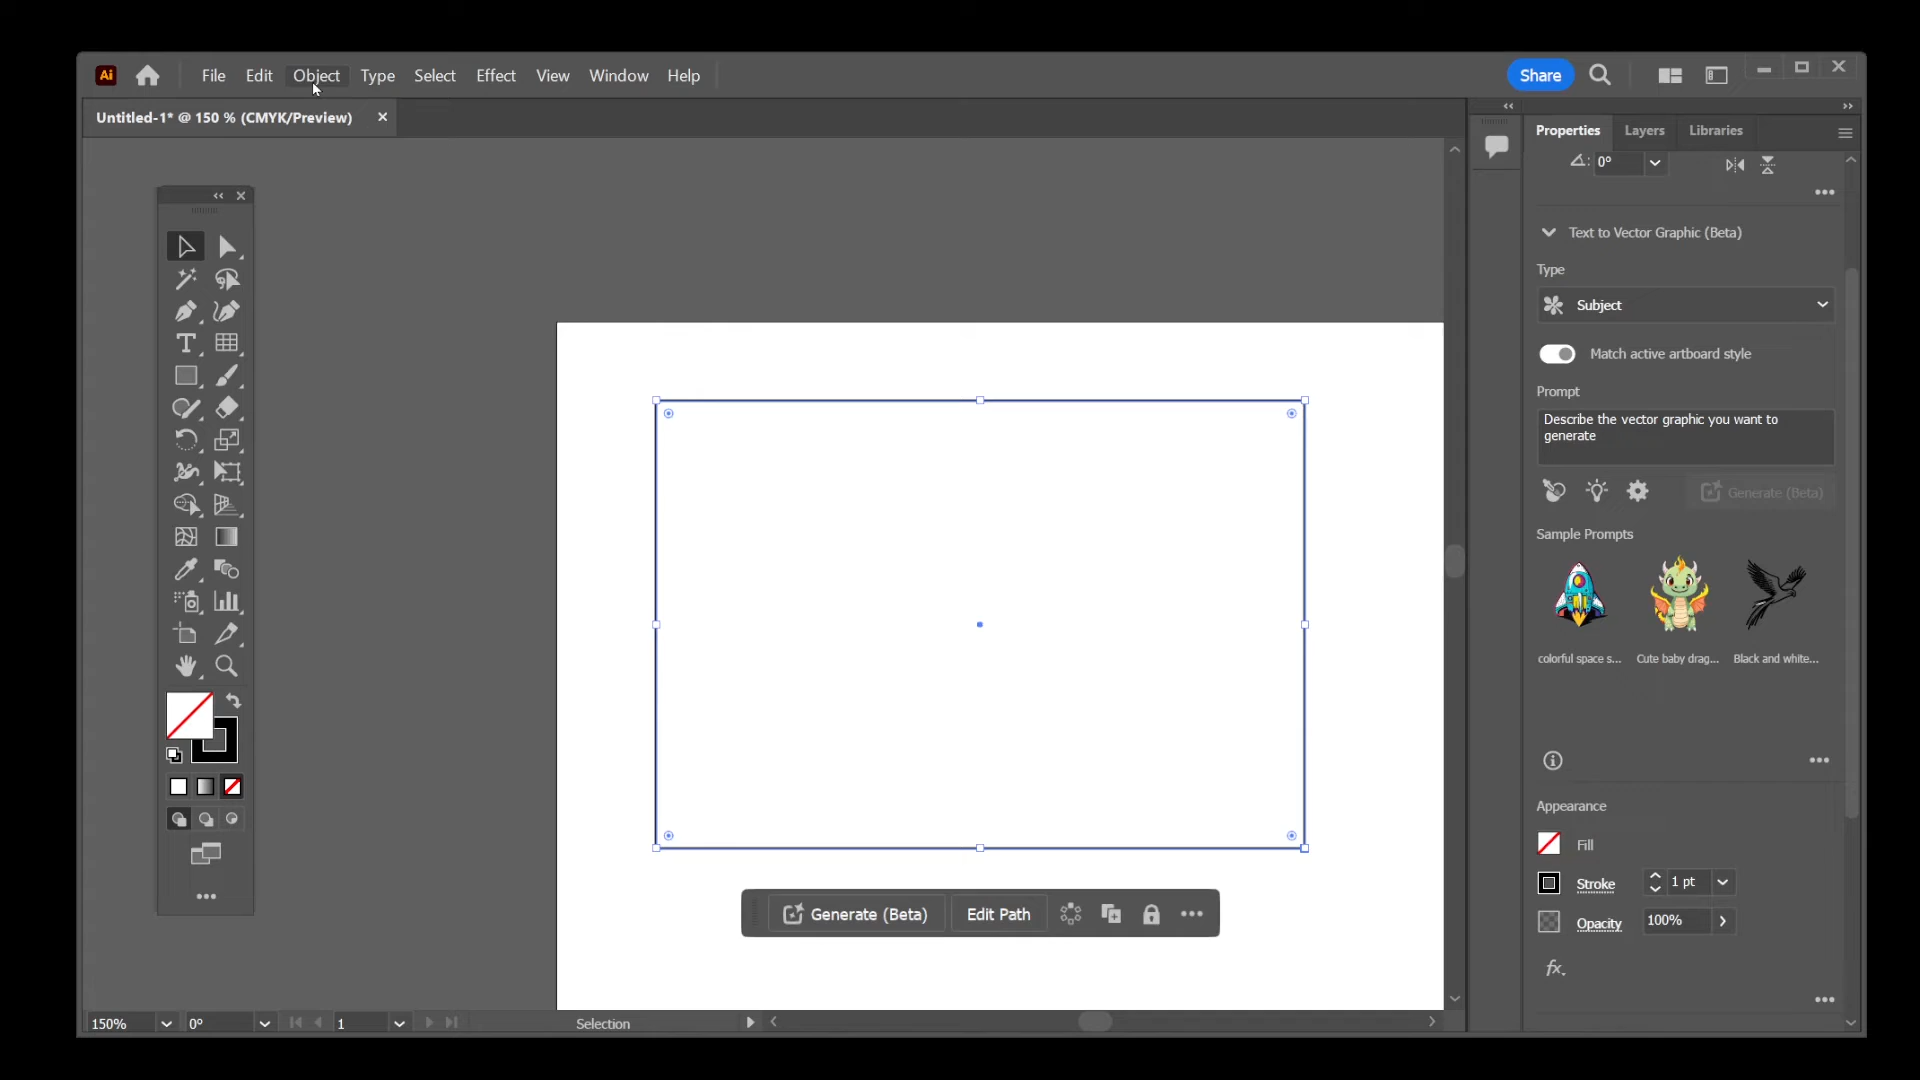 Ai File Edit Object Type Select Effect View Window Help Share
Untitled-1* @ 150 % (CMYK/Preview)
Properties Layers Libraries
0°
Text to Vector Graphic (Beta)
Type
Subject
Match active artboard style
Prompt
Describe the vector graphic you want to
generate
Generate (Beta)
Sample Prompts
colorful space s... Cute baby drag... Black and white...
Appearance
Fill
Stroke 1 pt
Opacity 100%
fx.
Generate (Beta) Edit Path
150% 0° 1 Selection